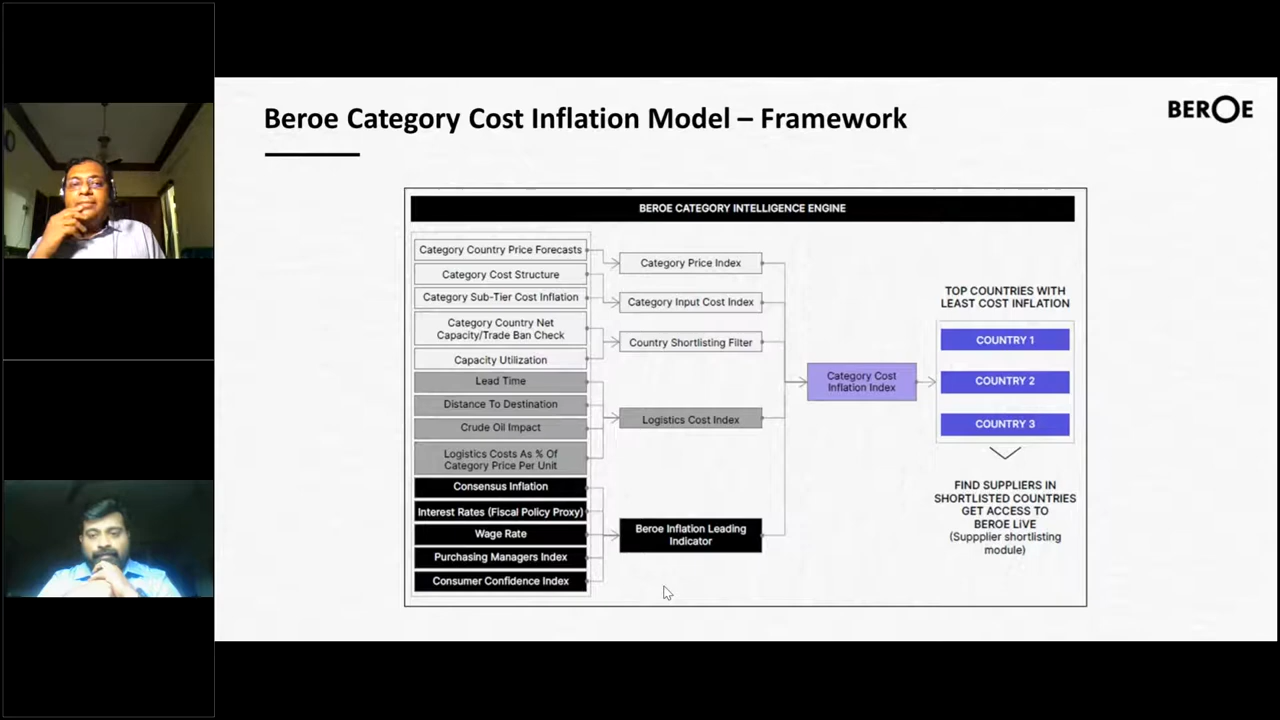 Beroe Category Cost Inflation Model – Framework
BEROE
BEROE CATEGORY INTELLIGENCE ENGINE
Category Country Price Forecasts
Category Cost Structure
Category Sub-Tier Cost Inflation
Category Country Net
Capacity/Trade Ban Check
Capacity Utilization
Lead Time
Distance To Destination
Crude Oil Impact
Logistics Costs As % Of
Category Price Per Unit
Consensus Inflation
Interest Rates (Fiscal Policy Proxy)
Wage Rate
Purchasing Managers Index
Consumer Confidence Index
Category Price Index
Category Input Cost Index
Country Shortlisting Filter
Logistics Cost Index
Beroe Inflation Leading
Indicator
Category Cost
Inflation Index
TOP COUNTRIES WITH
LEAST COST INFLATION
COUNTRY 1
COUNTRY 2
COUNTRY 3
FIND SUPPLIERS IN
SHORTLISTED COUNTRIES
GET ACCESS TO
BEROE LiVE
(Suppplier shortlisting
module)